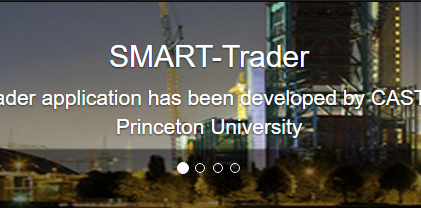 SMART-Trader
ader application has been developed by CAST
Princeton University